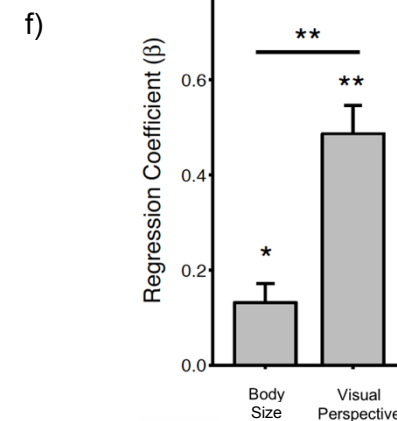 f)
Regression Coefficient (β)
**
**
0.6
0.4
*
0.2
0.0
Body
Size
Visual
Perspective